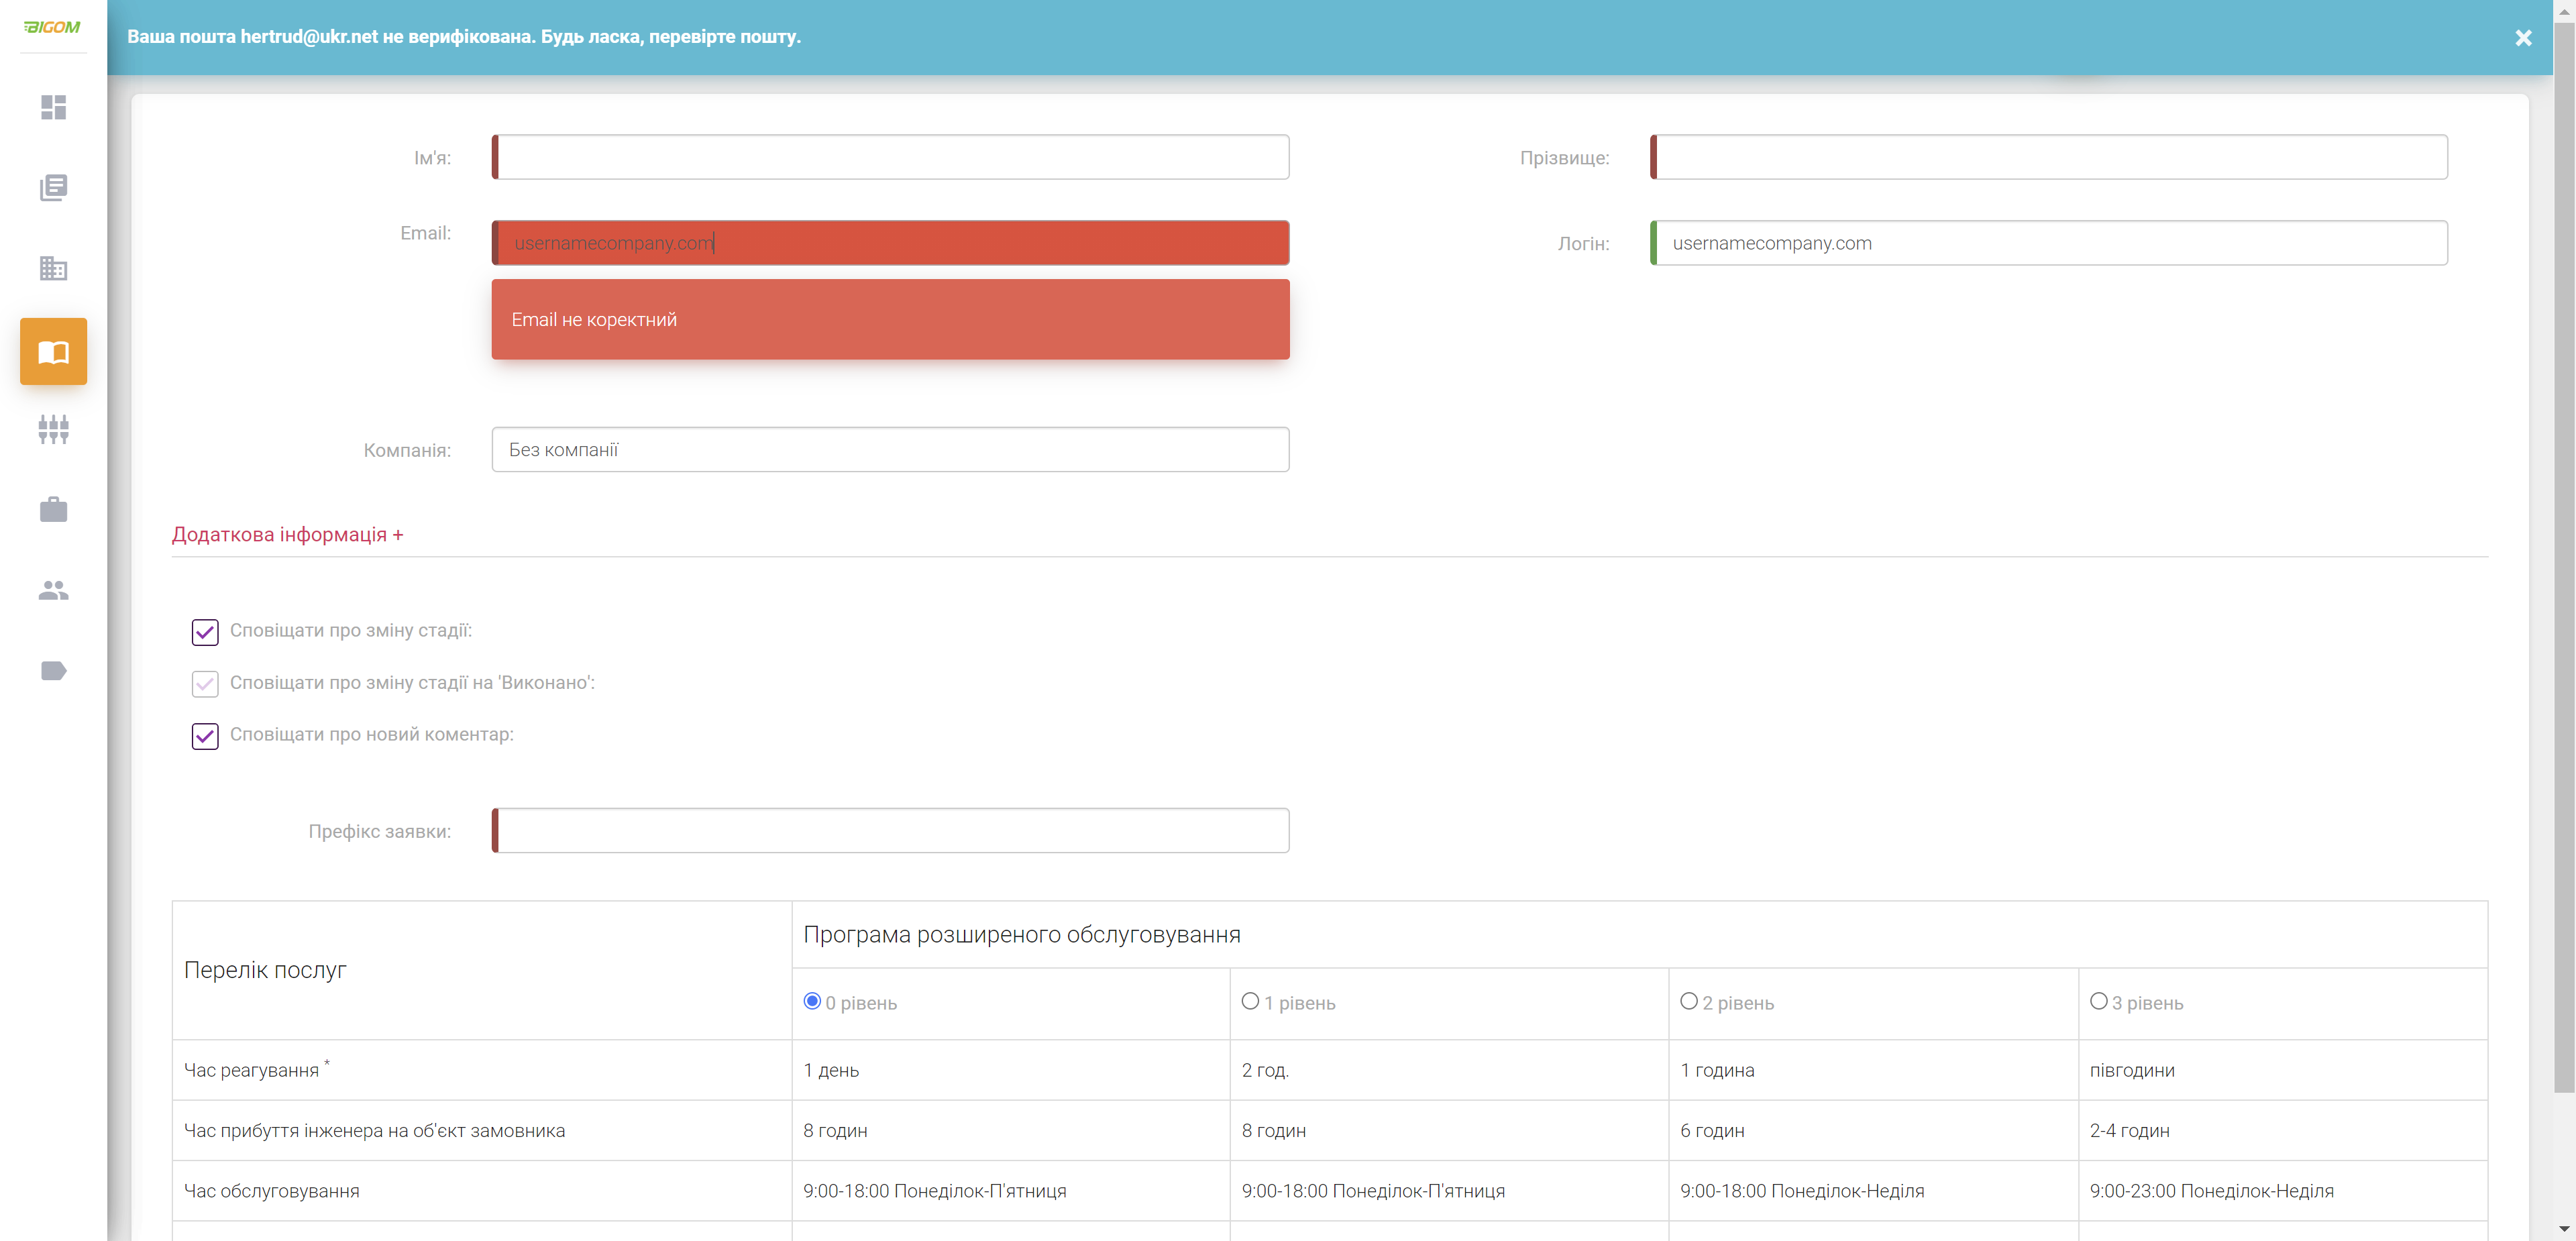 BIGOM
Ваша пошта hertrud@ukr.net не верифікована. Будь ласка, перевірте пошту.
Ім'я:
Прізвище:
Email: usernamecompany.com
Логін: usernamecompany.com
Email не коректний
Компанія: Без компанії
Додаткова інформація +
Сповіщати про зміну стадії:
Сповіщати про зміну стадії на 'Виконано':
Сповіщати про новий коментар:
Префікс заявки:
Перелік послуг
Програма розширеного обслуговування
0 рівень 1 рівень 2 рівень 3 рівень
Час реагування * 1 день 2 год. 1 година півгодини
Час прибуття інженера на об'єкт замовника 8 годин 8 годин 6 годин 2-4 годин
Час обслуговування 9:00-18:00 Понеділок-П'ятниця 9:00-18:00 Понеділок-П'ятниця 9:00-18:00 Понеділок-Неділя 9:00-23:00 Понеділок-Неділя